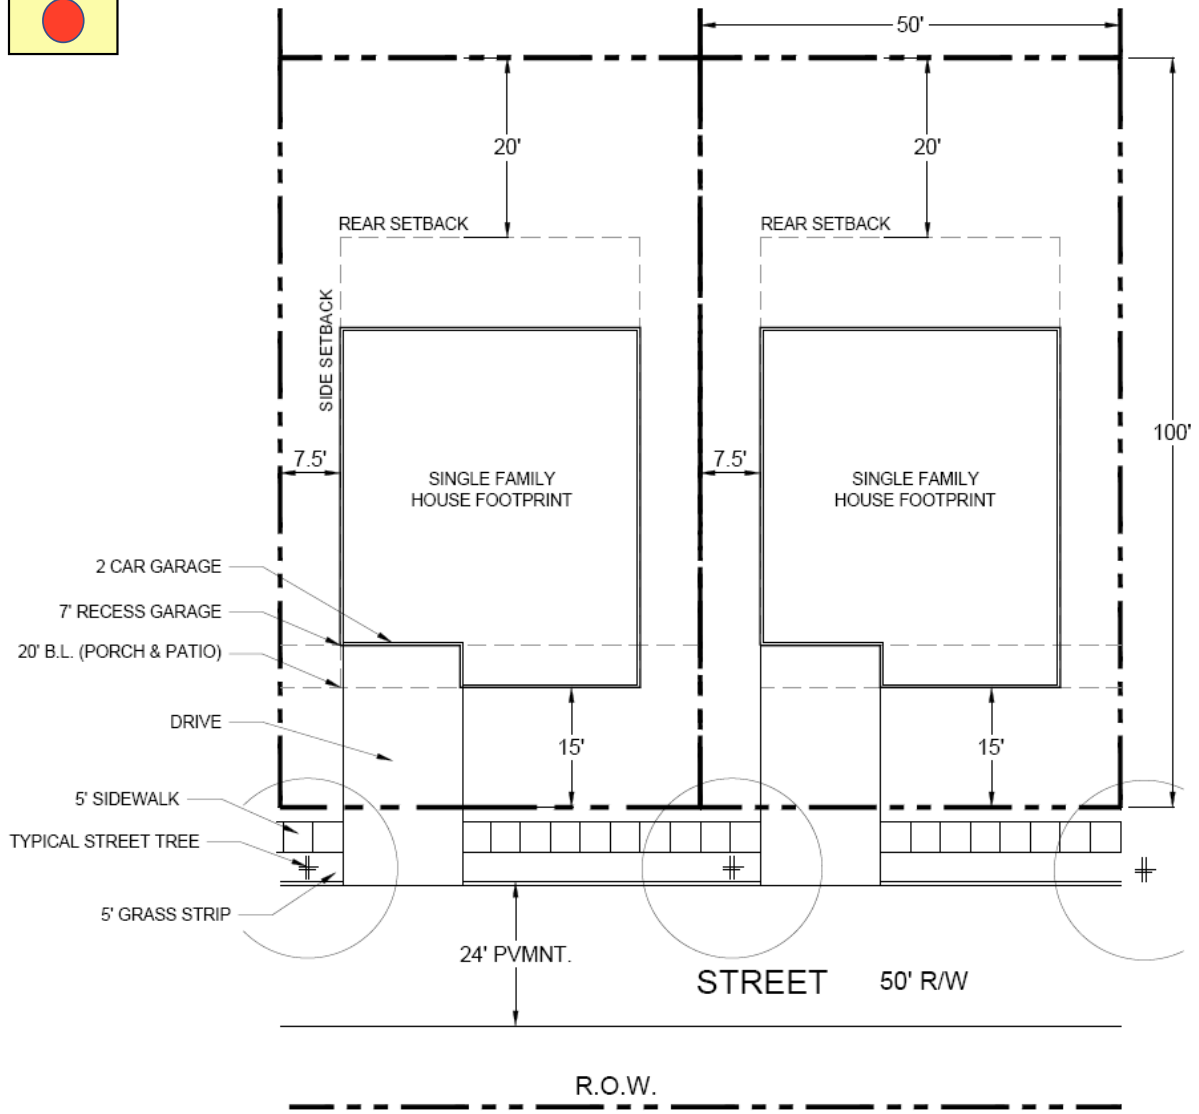 50'
20'
20'
REAR SETBACK
REAR SETBACK
SIDE SETBACK
100'
7.5'
7.5'
SINGLE FAMILY
HOUSE FOOTPRINT
SINGLE FAMILY
HOUSE FOOTPRINT
2 CAR GARAGE
7' RECESS GARAGE
20' B.L. (PORCH & PATIO)
DRIVE
15'
15'
5' SIDEWALK
TYPICAL STREET TREE
5' GRASS STRIP
24' PVMNT.
STREET 50' R/W
R.O.W.